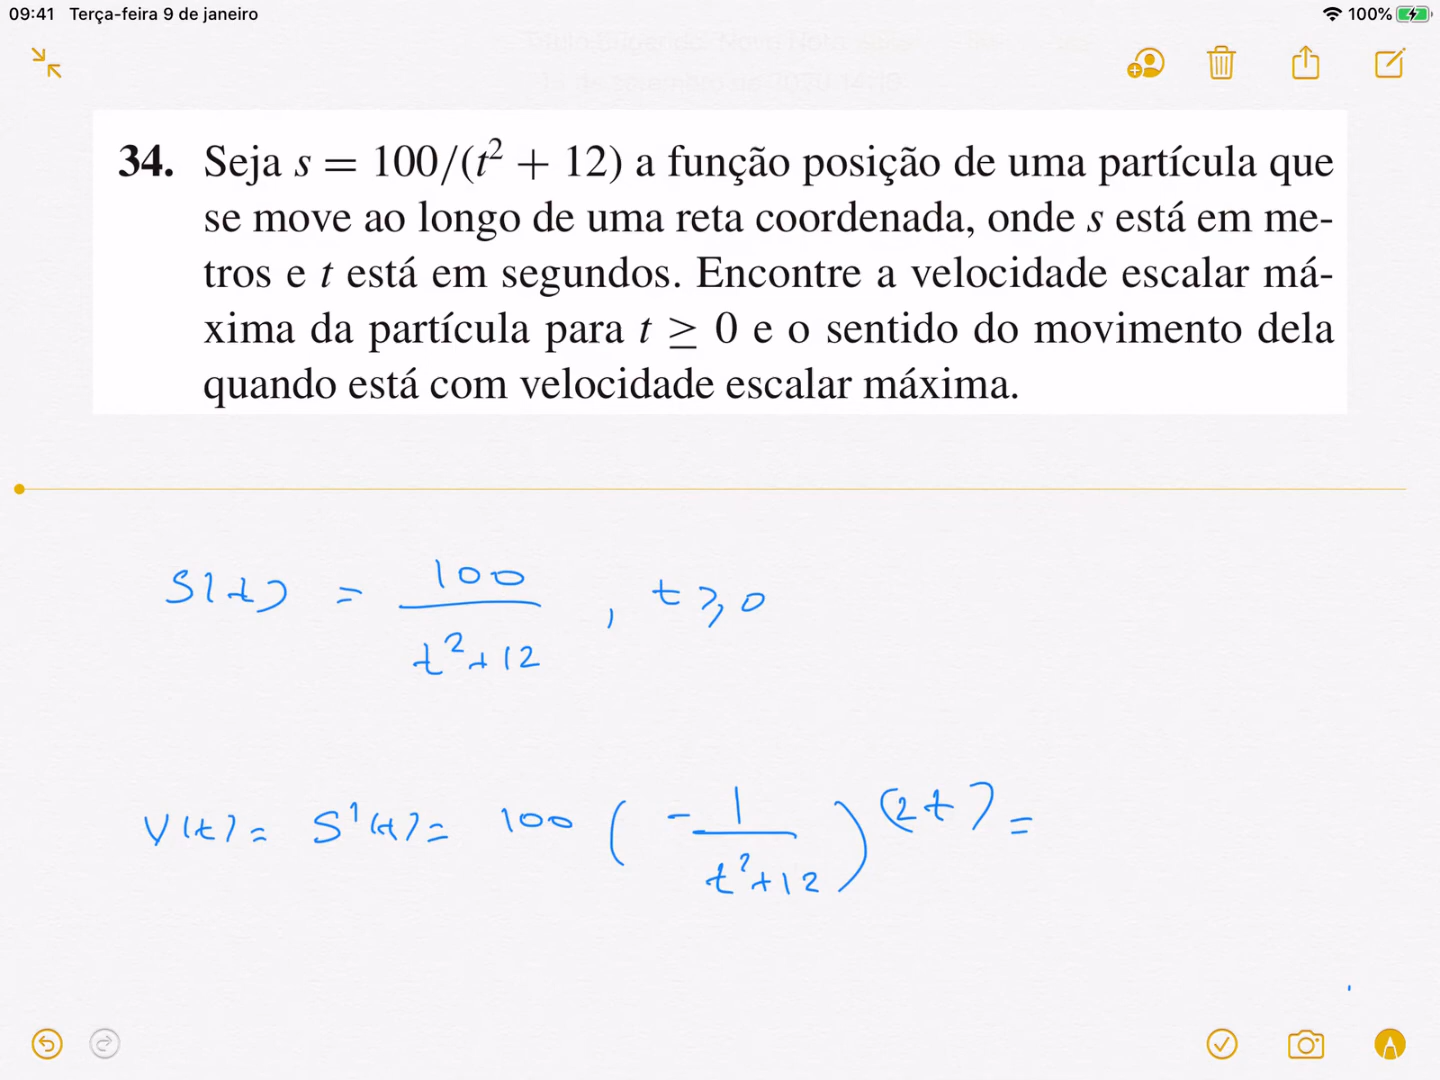 09:41 Terça-feira 9 de janeiro 100%
34. Seja s = 100/(t² + 12) a função posição de uma partícula que
se move ao longo de uma reta coordenada, onde s está em me-
tros e t está em segundos. Encontre a velocidade escalar má-
xima da partícula para t ≥ 0 e o sentido do movimento dela
quando está com velocidade escalar máxima.
S(t) = 100/(t²+12) , t ≥ 0
V(t) = S'(t) = 100 (-1/(t²+12)) (2t) =